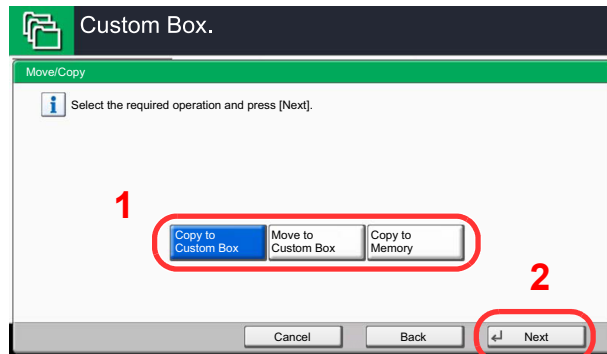 Custom Box.
Move/Copy
i Select the required operation and press [Next].
1
Copy to Move to Copy to
Custom Box Custom Box Memory
2
Cancel Back Next